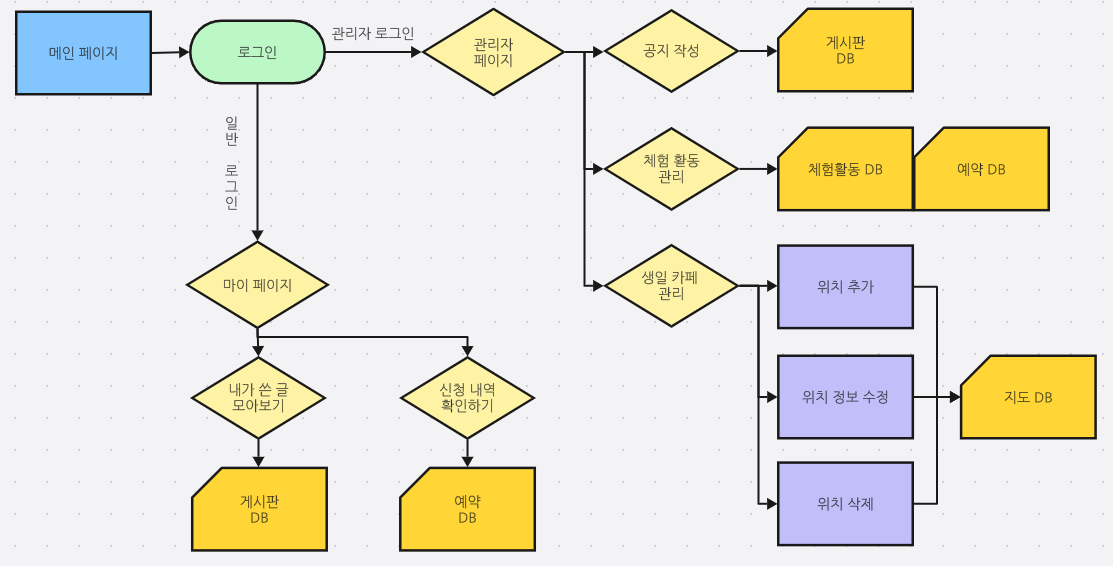 메인 페이지
로그인
관리자 로그인
관리자
페이지
공지 작성
게시판
DB
일
반
로
그
인
체험 활동
관리
체험활동 DB
예약 DB
마이 페이지
생일 카페
관리
위치 추가
내가 쓴 글
모아보기
신청 내역
확인하기
위치 정보 수정
지도 DB
게시판
DB
예약
DB
위치 삭제